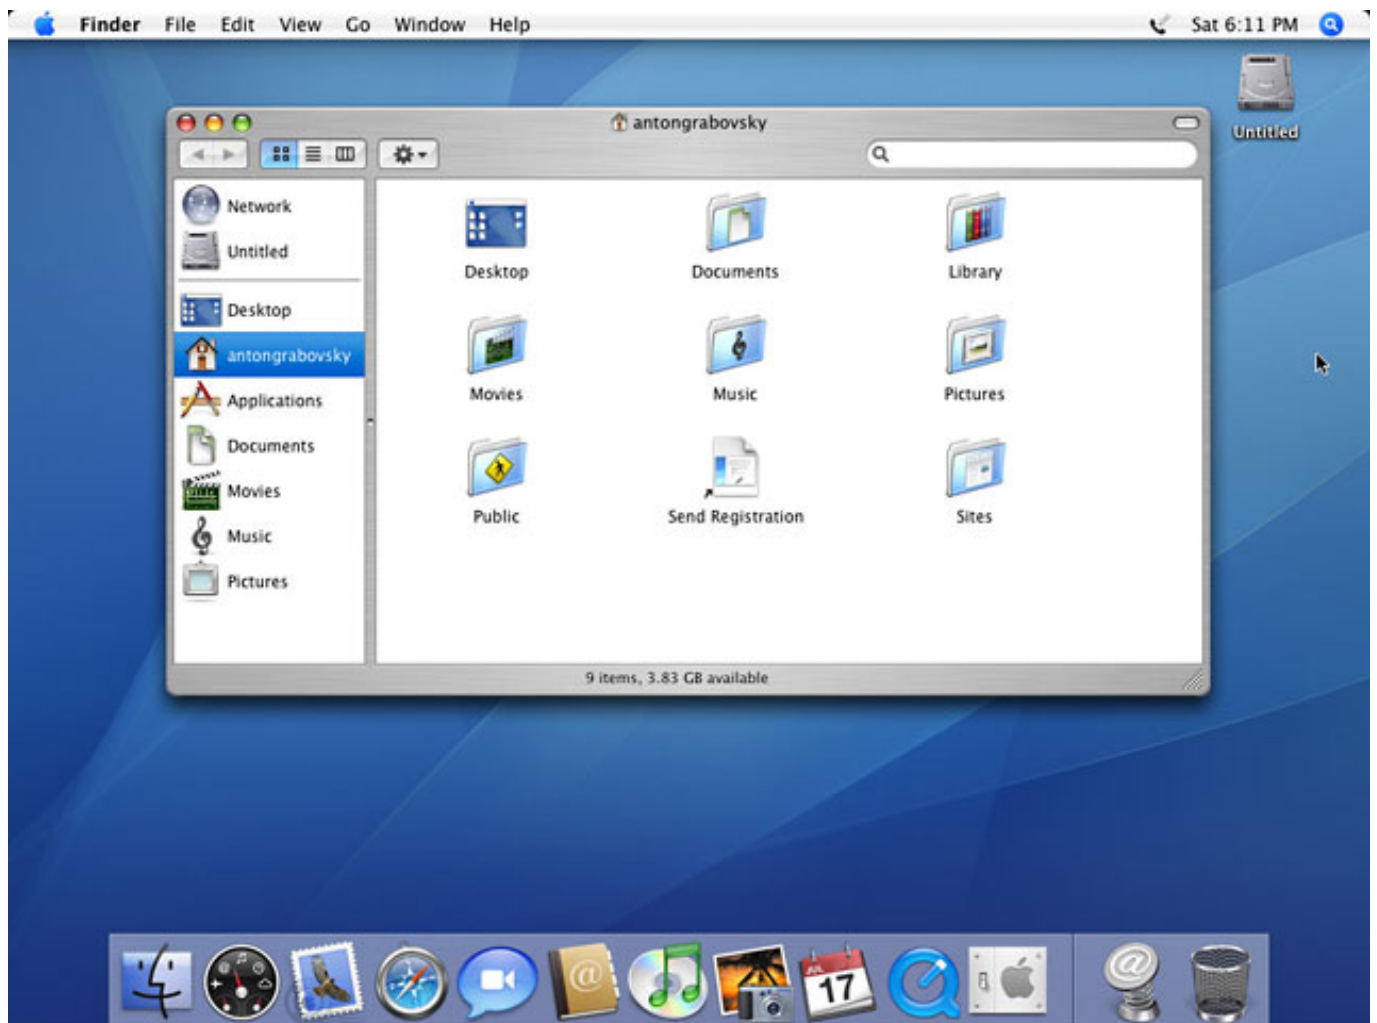 Finder File Edit View Go Window Help Sat 6:11 PM
Untitled
antongrabovsky
Network
Untitled
Desktop
antongrabovsky
Applications
Documents
Movies
Music
Pictures
Desktop Documents Library
Movies Music Pictures
Public Send Registration Sites
9 items, 3.83 GB available
JUL
17